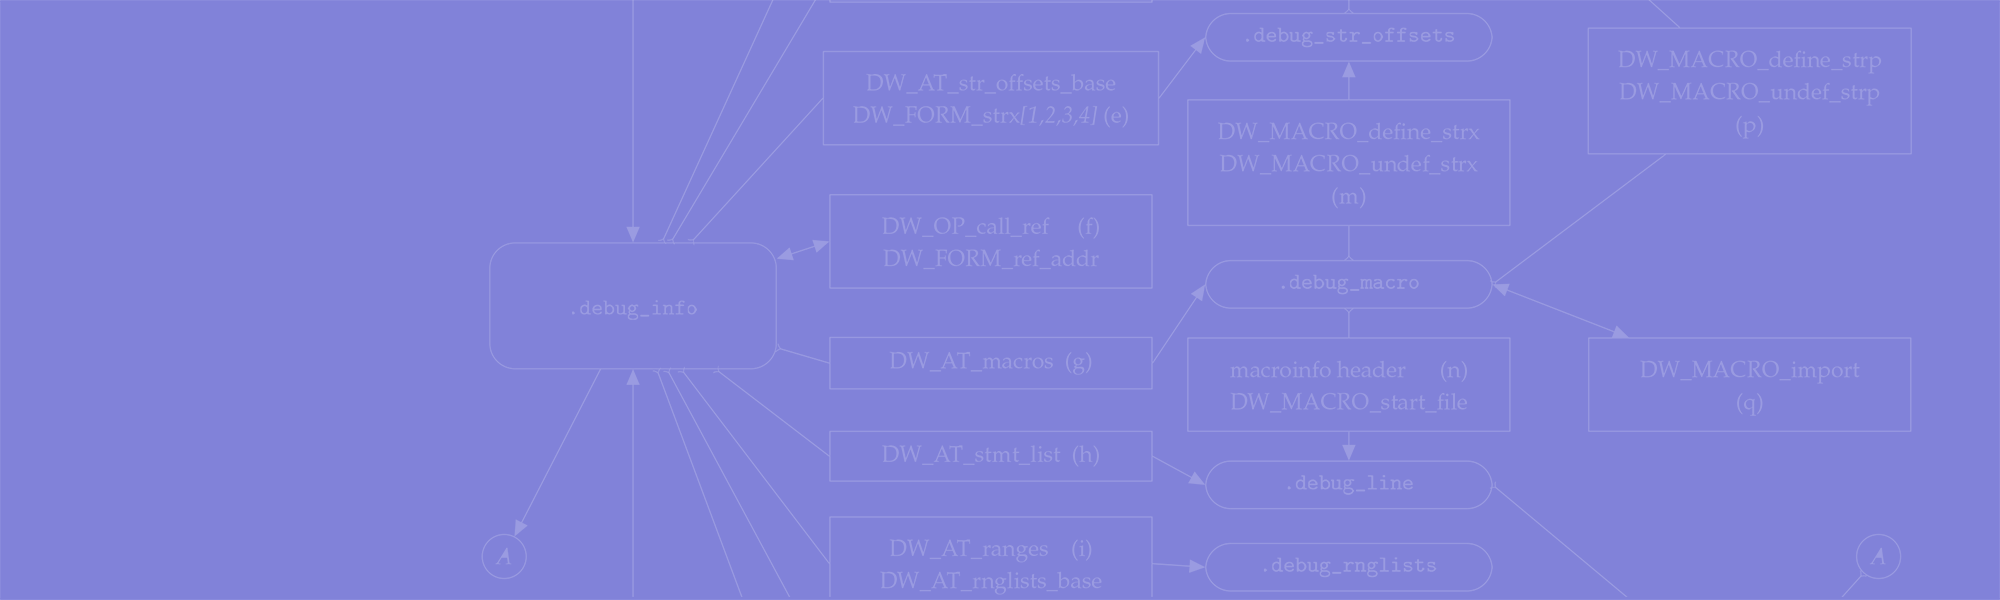 .debug_str_offsets
DW_AT_str_offsets_base
DW_FORM_strx[1,2,3,4] (e)
DW_MACRO_define_strp
DW_MACRO_undef_strp
(p)
DW_MACRO_define_strx
DW_MACRO_undef_strx
(m)
DW_OP_call_ref (f)
DW_FORM_ref_addr
.debug_info
.debug_macro
DW_AT_macros (g)
macroinfo header (n)
DW_MACRO_start_file
DW_MACRO_import
(q)
DW_AT_stmt_list (h)
.debug_line
DW_AT_ranges (i)
DW_AT_rnglists_base
.debug_rnglists
A
A